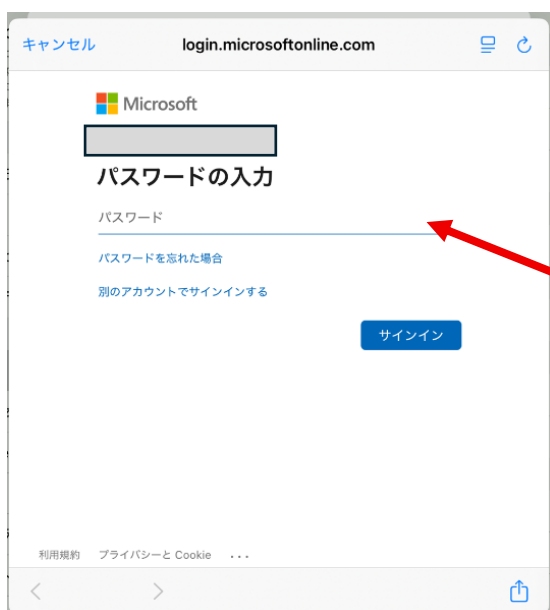 キャンセル login.microsoftonline.com
Microsoft
パスワードの入力
パスワード
パスワードを忘れた場合
別のアカウントでサインインする
サインイン
利用規約 プライバシーと Cookie ...